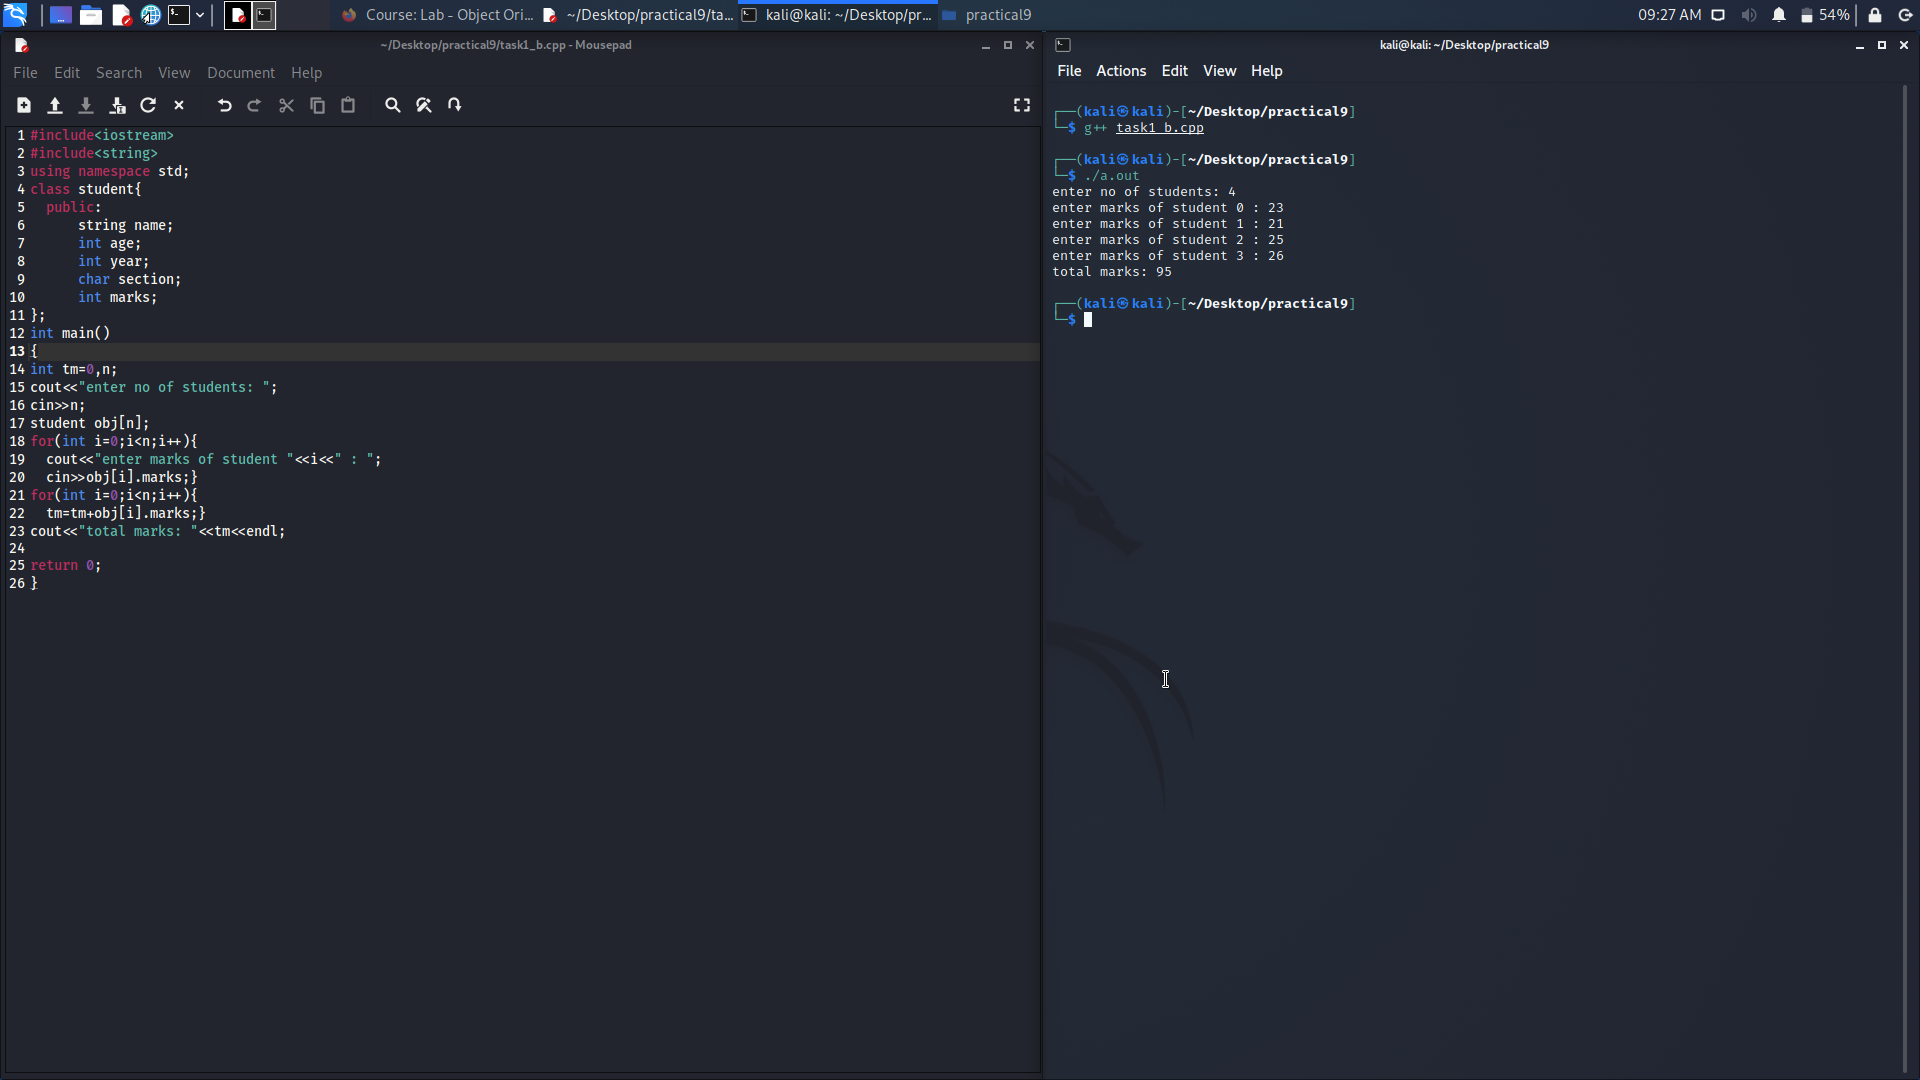 Course: Lab - Object Ori...
~/Desktop/practical9/ta...
kali@kali: ~/Desktop/pr...
practical9
09:27 AM
54%
~/Desktop/practical9/task1_b.cpp - Mousepad
File Edit Search View Document Help
1 #include<iostream>
2 #include<string>
3 using namespace std;
4 class student{
5   public:
6       string name;
7       int age;
8       int year;
9       char section;
10       int marks;
11 };
12 int main()
13 {
14 int tm=0,n;
15 cout<<"enter no of students: ";
16 cin>>n;
17 student obj[n];
18 for(int i=0;i<n;i++){
19   cout<<"enter marks of student "<<i<<" : ";
20   cin>>obj[i].marks;}
21 for(int i=0;i<n;i++){
22   tm=tm+obj[i].marks;}
23 cout<<"total marks: "<<tm<<endl;
24
25 return 0;
26 }
kali@kali: ~/Desktop/practical9
File Actions Edit View Help
┌──(kali㉿kali)-[~/Desktop/practical9]
└─$ g++ task1_b.cpp
┌──(kali㉿kali)-[~/Desktop/practical9]
└─$ ./a.out
enter no of students: 4
enter marks of student 0 : 23
enter marks of student 1 : 21
enter marks of student 2 : 25
enter marks of student 3 : 26
total marks: 95
┌──(kali㉿kali)-[~/Desktop/practical9]
└─$